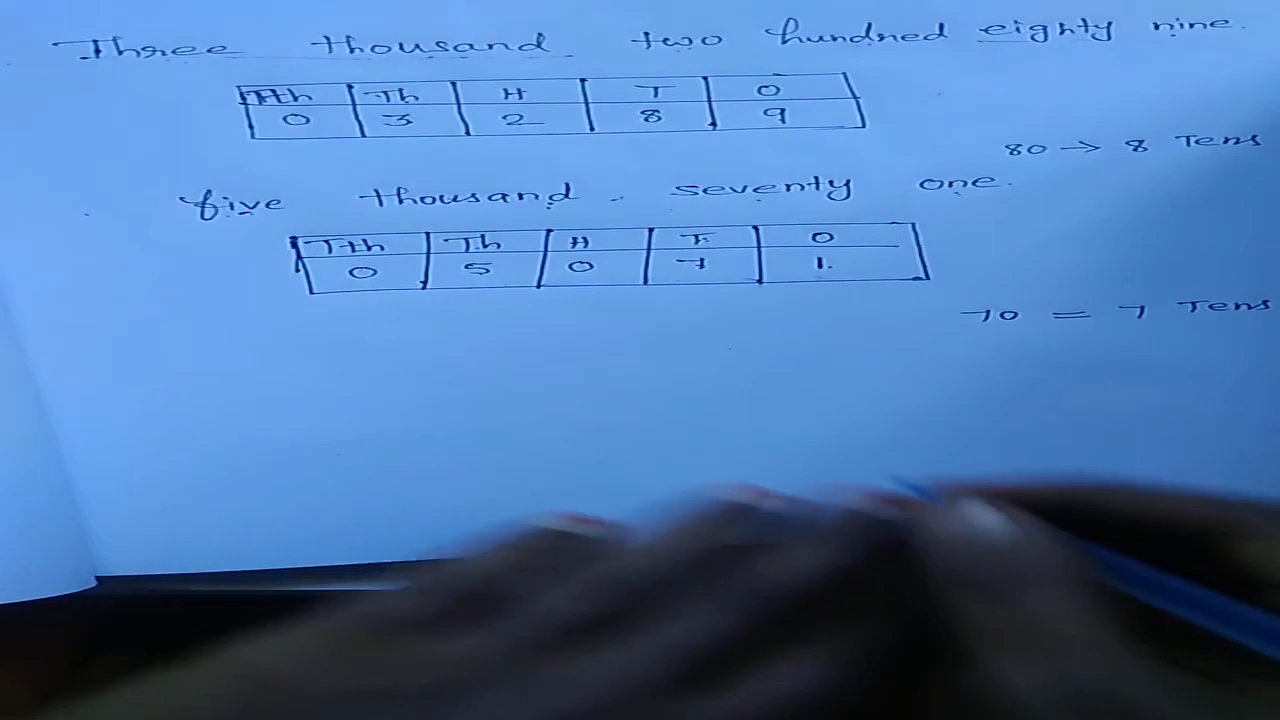 Three thousand two hundred eighty nine.
Tth Th H T O
0 3 2 8 9
80 → 8 Tens
five thousand seventy one.
Tth Th H T. O
0 5 0 7 1.
70 = 7 Tens